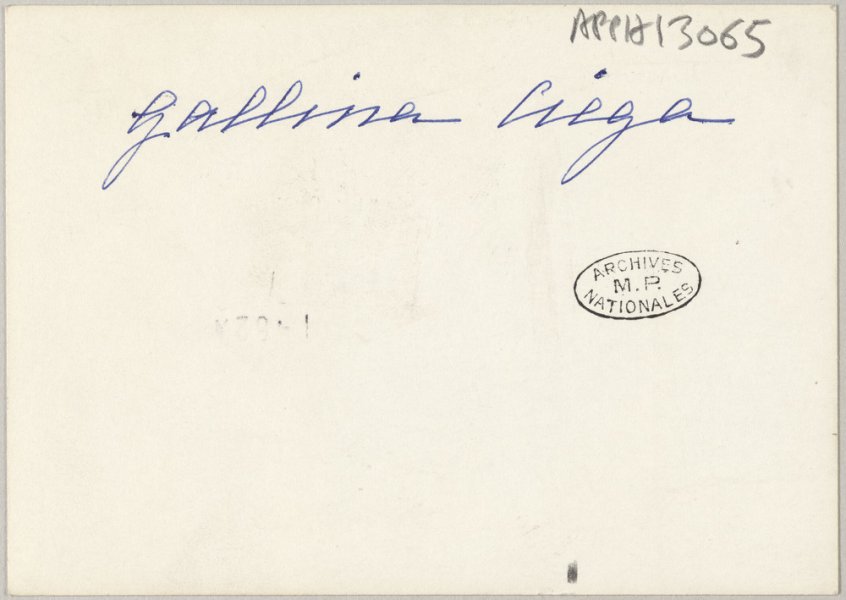 APPH13065
Gallina Ciega
ARCHIVES
M.P.
NATIONALES